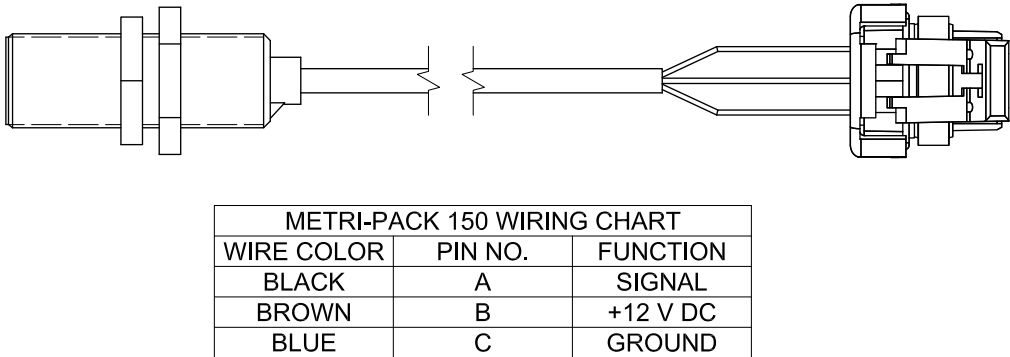 METRI-PACK 150 WIRING CHART
WIRE COLOR PIN NO. FUNCTION
BLACK A SIGNAL
BROWN B +12 V DC
BLUE C GROUND